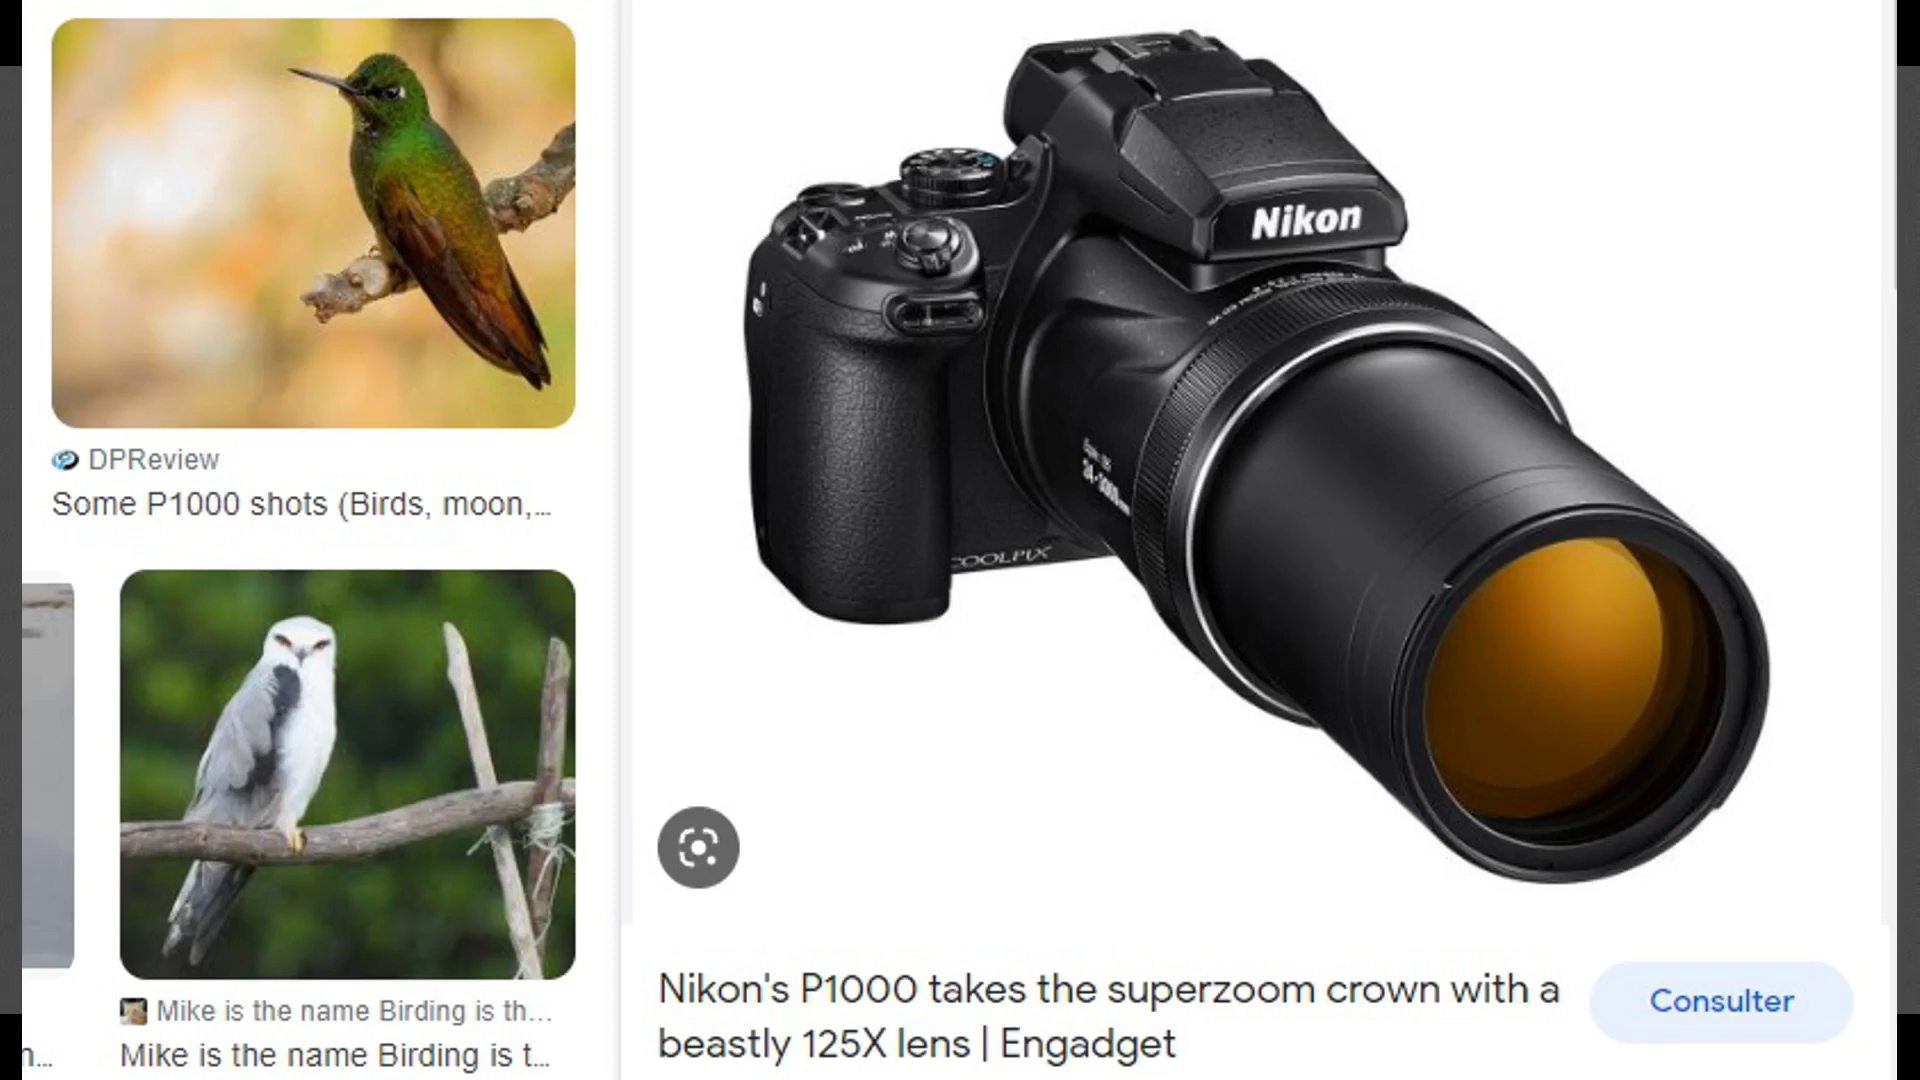 DPReview
Some P1000 shots (Birds, moon,...
Mike is the name Birding is th...
Mike is the name Birding is t...
n...
Nikon
COOLPIX
Nikon's P1000 takes the superzoom crown with a
beastly 125X lens | Engadget
Consulter